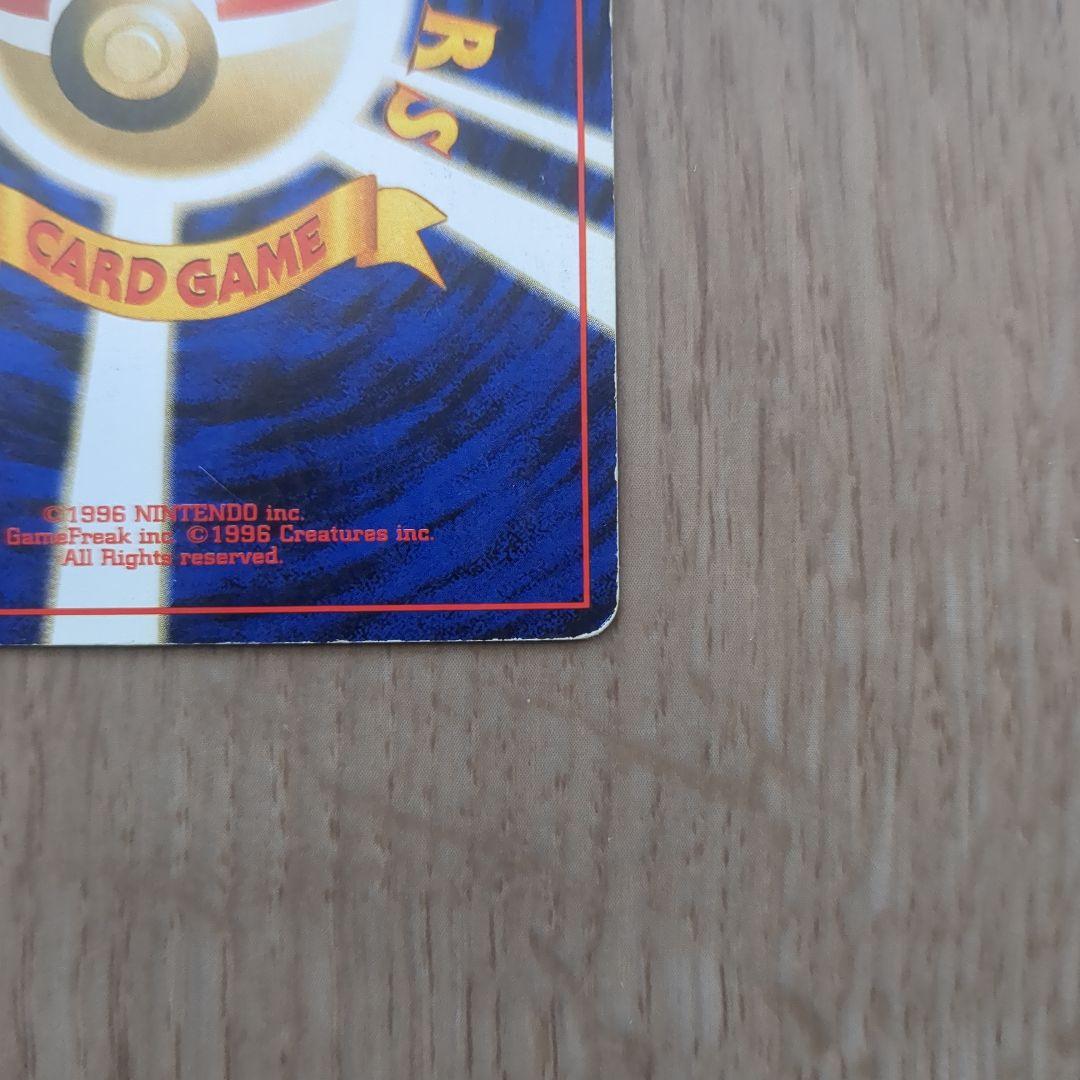 RS
CARD GAME
©1996 NINTENDO inc.
GameFreak inc. ©1996 Creatures inc.
All Rights reserved.